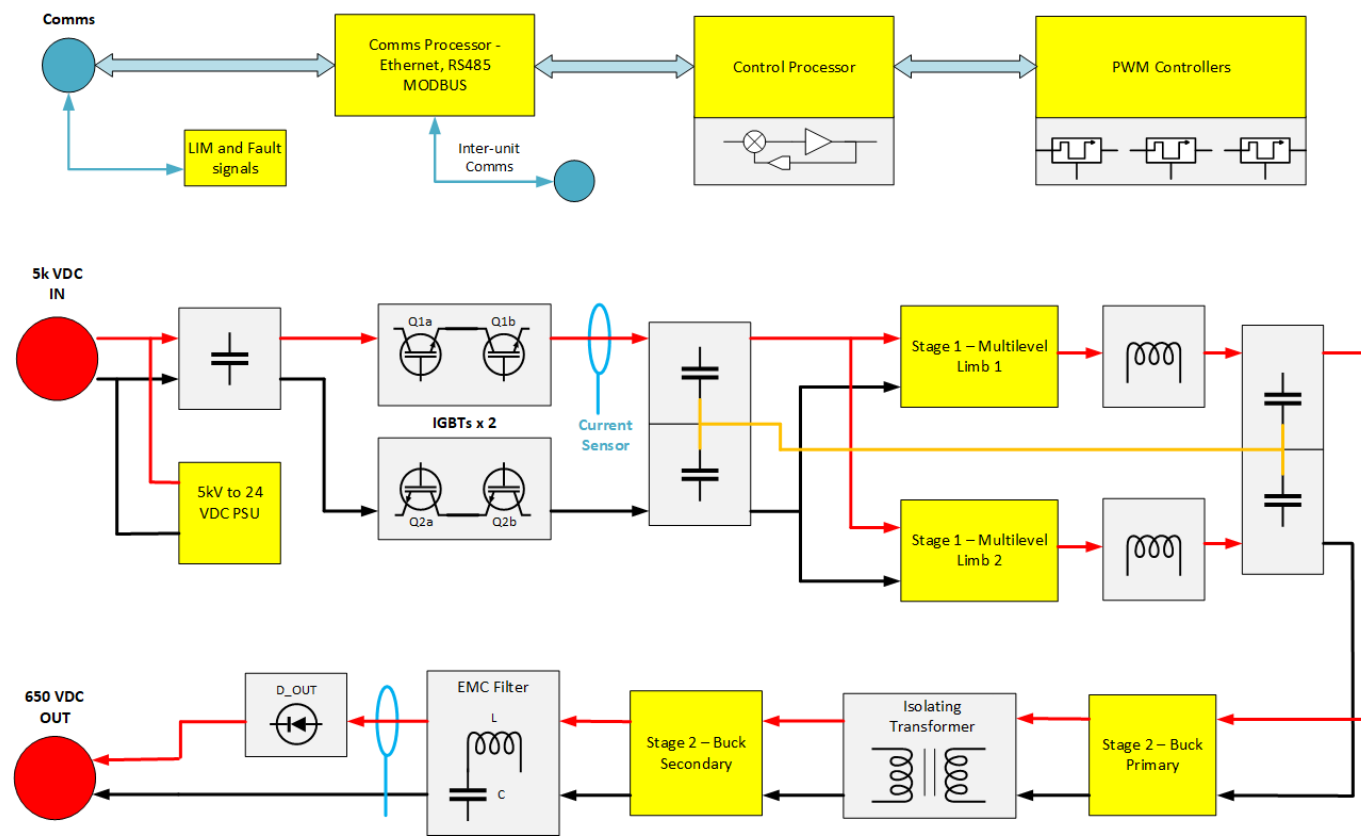 Comms
Comms Processor -
Ethernet, RS485
MODBUS
Control Processor
PWM Controllers
LIM and Fault
signals
Inter-unit
Comms
5k VDC
IN
Q1a
Q1b
IGBTs x 2
Q2a
Q2b
Current
Sensor
5kV to 24
VDC PSU
Stage 1 – Multilevel
Limb 1
Stage 1 – Multilevel
Limb 2
650 VDC
OUT
D_OUT
EMC Filter
L
C
Stage 2 – Buck
Secondary
Isolating
Transformer
Stage 2 – Buck
Primary